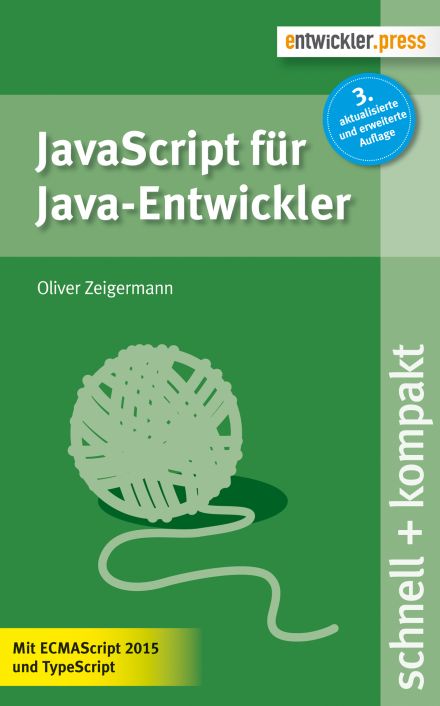 entwickler.press
3.
aktualisierte
und erweiterte
Auflage
JavaScript für
Java-Entwickler
Oliver Zeigermann
schnell + kompakt
Mit ECMAScript 2015
und TypeScript